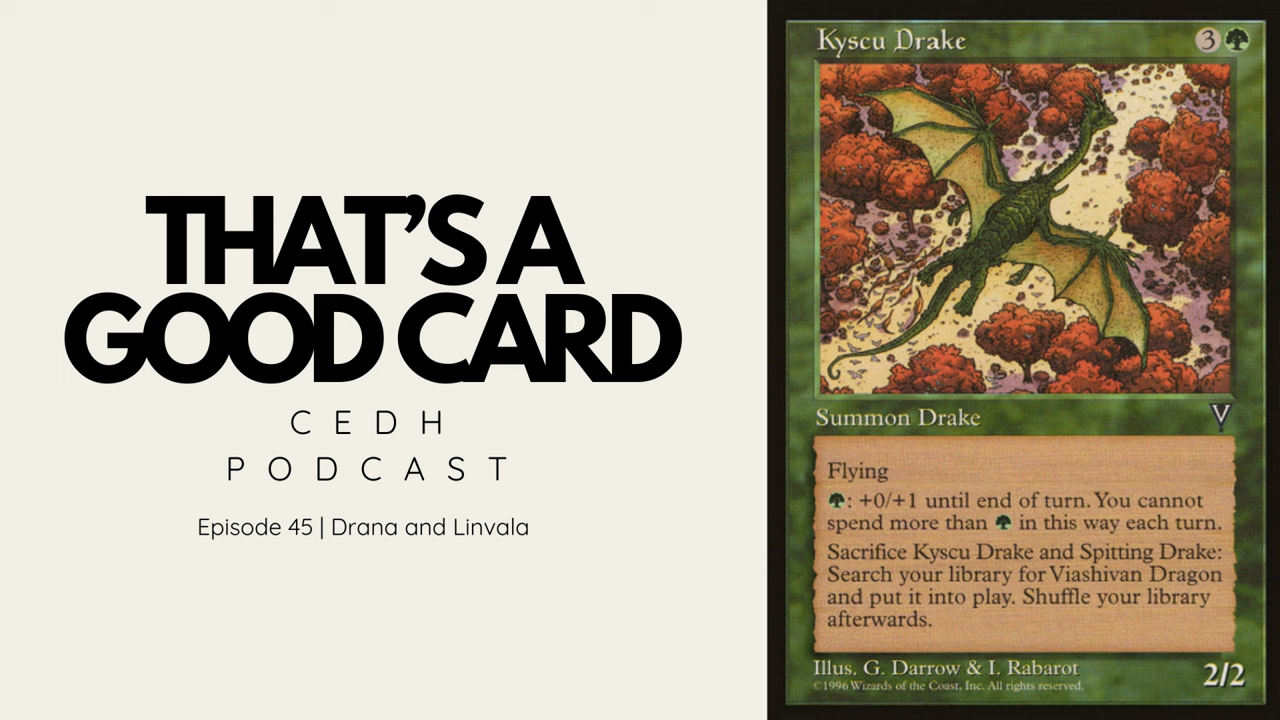 THAT'S A
GOOD CARD
CEDH
PODCAST
Episode 45 | Drana and Linvala
Kyscu Drake
3
Summon Drake
Flying
: +0/+1 until end of turn. You cannot
spend more than in this way each turn.
Sacrifice Kyscu Drake and Spitting Drake:
Search your library for Viashivan Dragon
and put it into play. Shuffle your library
afterwards.
Illus. G. Darrow & I. Rabarot
©1996 Wizards of the Coast, Inc. All rights reserved.
2/2